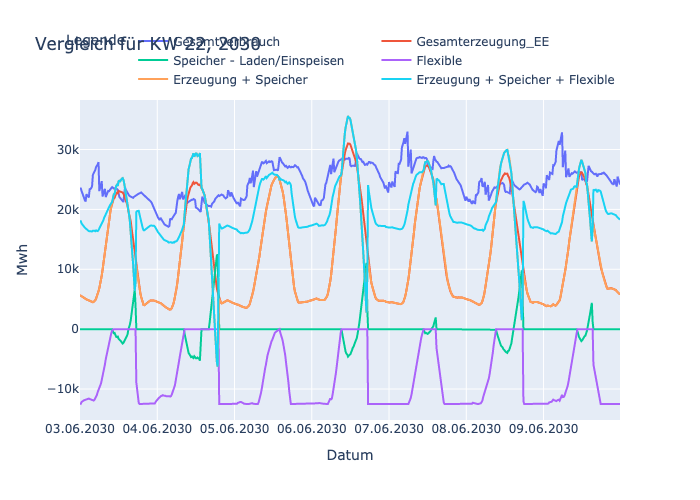 Vergleich für KW 22, 2030
Legende
Gesamtverbrauch
Gesamterzeugung_EE
Speicher - Laden/Einspeisen
Flexible
Erzeugung + Speicher
Erzeugung + Speicher + Flexible
30k
20k
10k
0
−10k
Mwh
03.06.2030 04.06.2030 05.06.2030 06.06.2030 07.06.2030 08.06.2030 09.06.2030
Datum